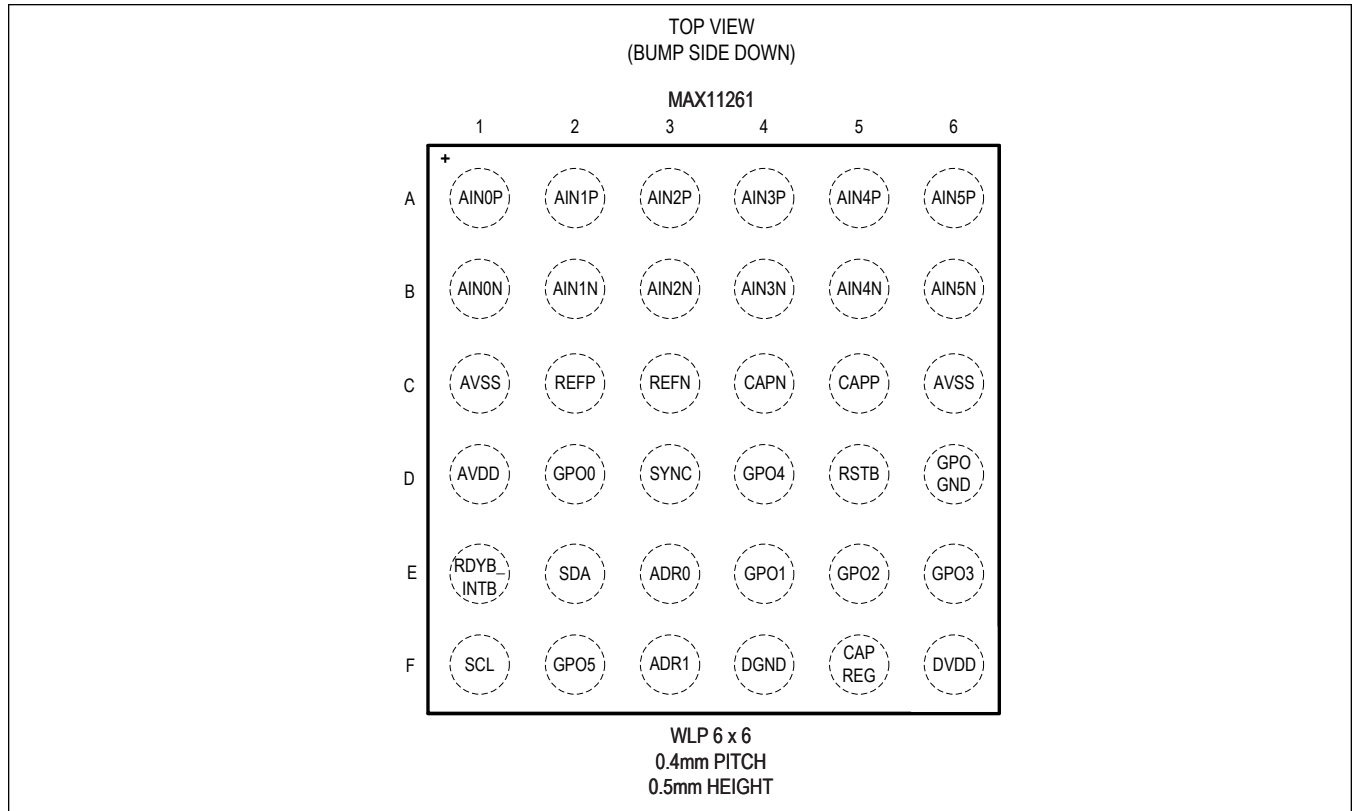 TOP VIEW
(BUMP SIDE DOWN)
MAX11261
1 2 3 4 5 6
+
A AIN0P AIN1P AIN2P AIN3P AIN4P AIN5P
B AIN0N AIN1N AIN2N AIN3N AIN4N AIN5N
C AVSS REFP REFN CAPN CAPP AVSS
D AVDD GPO0 SYNC GPO4 RSTB GPO GND
E RDYB_ INTB SDA ADR0 GPO1 GPO2 GPO3
F SCL GPO5 ADR1 DGND CAP REG DVDD
WLP 6 x 6
0.4mm PITCH
0.5mm HEIGHT